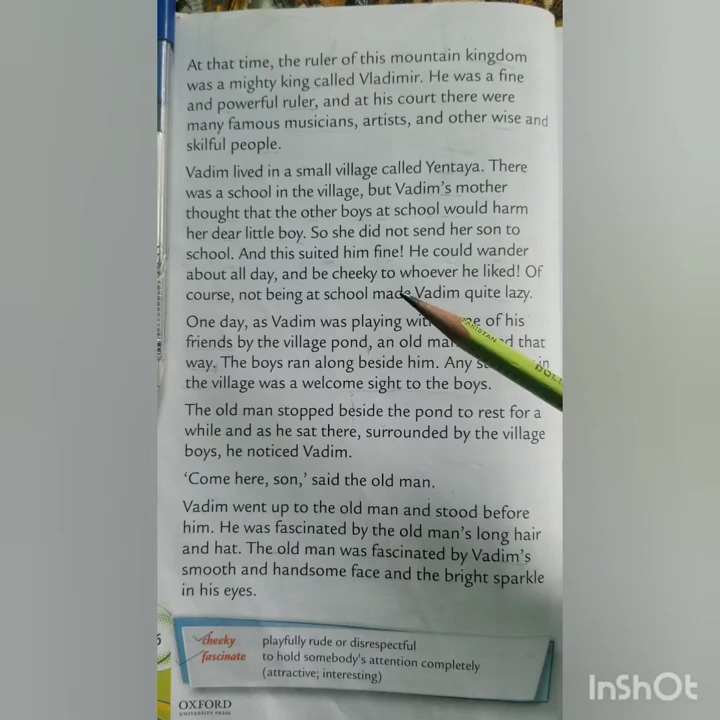 At that time, the ruler of this mountain kingdom
was a mighty king called Vladimir. He was a fine
and powerful ruler, and at his court there were
many famous musicians, artists, and other wise and
skilful people.
Vadim lived in a small village called Yentaya. There
was a school in the village, but Vadim's mother
thought that the other boys at school would harm
her dear little boy. So she did not send her son to
school. And this suited him fine! He could wander
about all day, and be cheeky to whoever he liked! Of
course, not being at school made Vadim quite lazy.
One day, as Vadim was playing with of his
friends by the village pond, an old man that
way. The boys ran along beside him. Any in
the village was a welcome sight to the boys.
The old man stopped beside the pond to rest for a
while and as he sat there, surrounded by the village
boys, he noticed Vadim.
'Come here, son,' said the old man.
Vadim went up to the old man and stood before
him. He was fascinated by the old man's long hair
and hat. The old man was fascinated by Vadim's
smooth and handsome face and the bright sparkle
in his eyes.
cheeky playfully rude or disrespectful
fascinate to hold somebody's attention completely
(attractive; interesting)
OXFORD
UNIVERSITY PRESS
PAKISTAN
InShOt